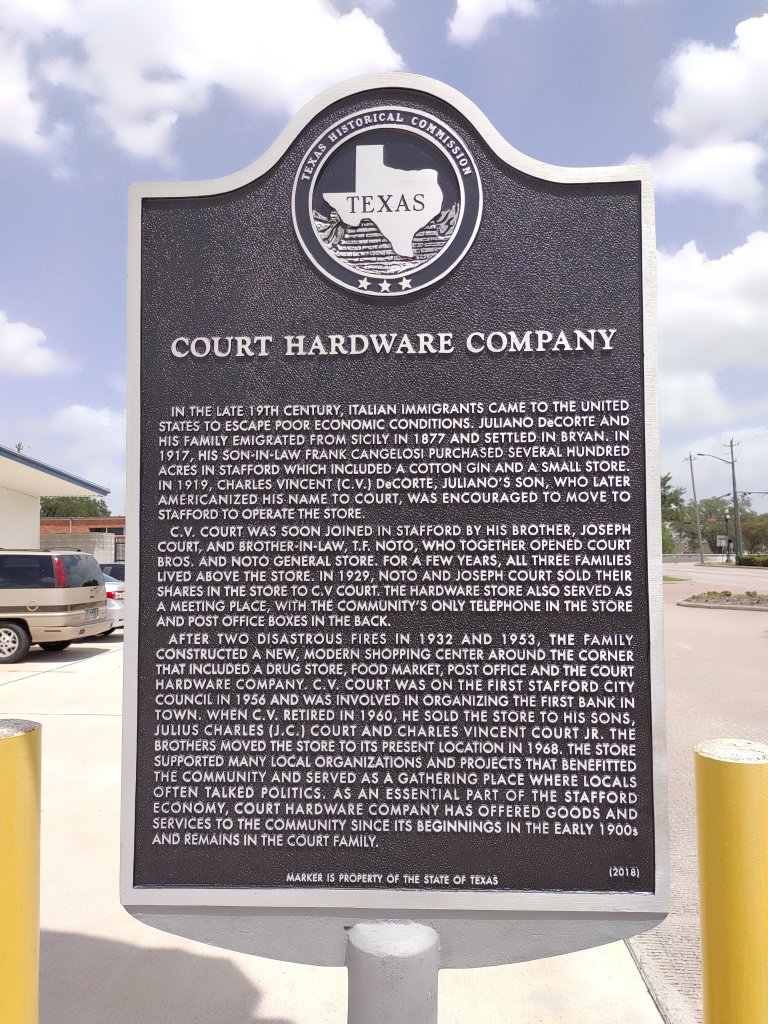 TEXAS HISTORICAL COMMISSION
TEXAS
COURT HARDWARE COMPANY
IN THE LATE 19TH CENTURY, ITALIAN IMMIGRANTS CAME TO THE UNITED
STATES TO ESCAPE POOR ECONOMIC CONDITIONS. JULIANO DeCORTE AND
HIS FAMILY EMIGRATED FROM SICILY IN 1877 AND SETTLED IN BRYAN. IN
1917, HIS SON-IN-LAW FRANK CANGELOSI PURCHASED SEVERAL HUNDRED
ACRES IN STAFFORD WHICH INCLUDED A COTTON GIN AND A SMALL STORE.
IN 1919, CHARLES VINCENT (C.V.) DeCORTE, JULIANO'S SON, WHO LATER
AMERICANIZED HIS NAME TO COURT, WAS ENCOURAGED TO MOVE TO
STAFFORD TO OPERATE THE STORE.
C.V. COURT WAS SOON JOINED IN STAFFORD BY HIS BROTHER, JOSEPH
COURT, AND BROTHER-IN-LAW, T.F. NOTO, WHO TOGETHER OPENED COURT
BROS. AND NOTO GENERAL STORE. FOR A FEW YEARS, ALL THREE FAMILIES
LIVED ABOVE THE STORE. IN 1929, NOTO AND JOSEPH COURT SOLD THEIR
SHARES IN THE STORE TO C.V COURT. THE HARDWARE STORE ALSO SERVED AS
A MEETING PLACE, WITH THE COMMUNITY'S ONLY TELEPHONE IN THE STORE
AND POST OFFICE BOXES IN THE BACK.
AFTER TWO DISASTROUS FIRES IN 1932 AND 1953, THE FAMILY
CONSTRUCTED A NEW, MODERN SHOPPING CENTER AROUND THE CORNER
THAT INCLUDED A DRUG STORE, FOOD MARKET, POST OFFICE AND THE COURT
HARDWARE COMPANY. C.V. COURT WAS ON THE FIRST STAFFORD CITY
COUNCIL IN 1956 AND WAS INVOLVED IN ORGANIZING THE FIRST BANK IN
TOWN. WHEN C.V. RETIRED IN 1960, HE SOLD THE STORE TO HIS SONS,
JULIUS CHARLES (J.C.) COURT AND CHARLES VINCENT COURT JR. THE
BROTHERS MOVED THE STORE TO ITS PRESENT LOCATION IN 1968. THE STORE
SUPPORTED MANY LOCAL ORGANIZATIONS AND PROJECTS THAT BENEFITTED
THE COMMUNITY AND SERVED AS A GATHERING PLACE WHERE LOCALS
OFTEN TALKED POLITICS. AS AN ESSENTIAL PART OF THE STAFFORD
ECONOMY, COURT HARDWARE COMPANY HAS OFFERED GOODS AND
SERVICES TO THE COMMUNITY SINCE ITS BEGINNINGS IN THE EARLY 1900s
AND REMAINS IN THE COURT FAMILY.
(2018)
MARKER IS PROPERTY OF THE STATE OF TEXAS